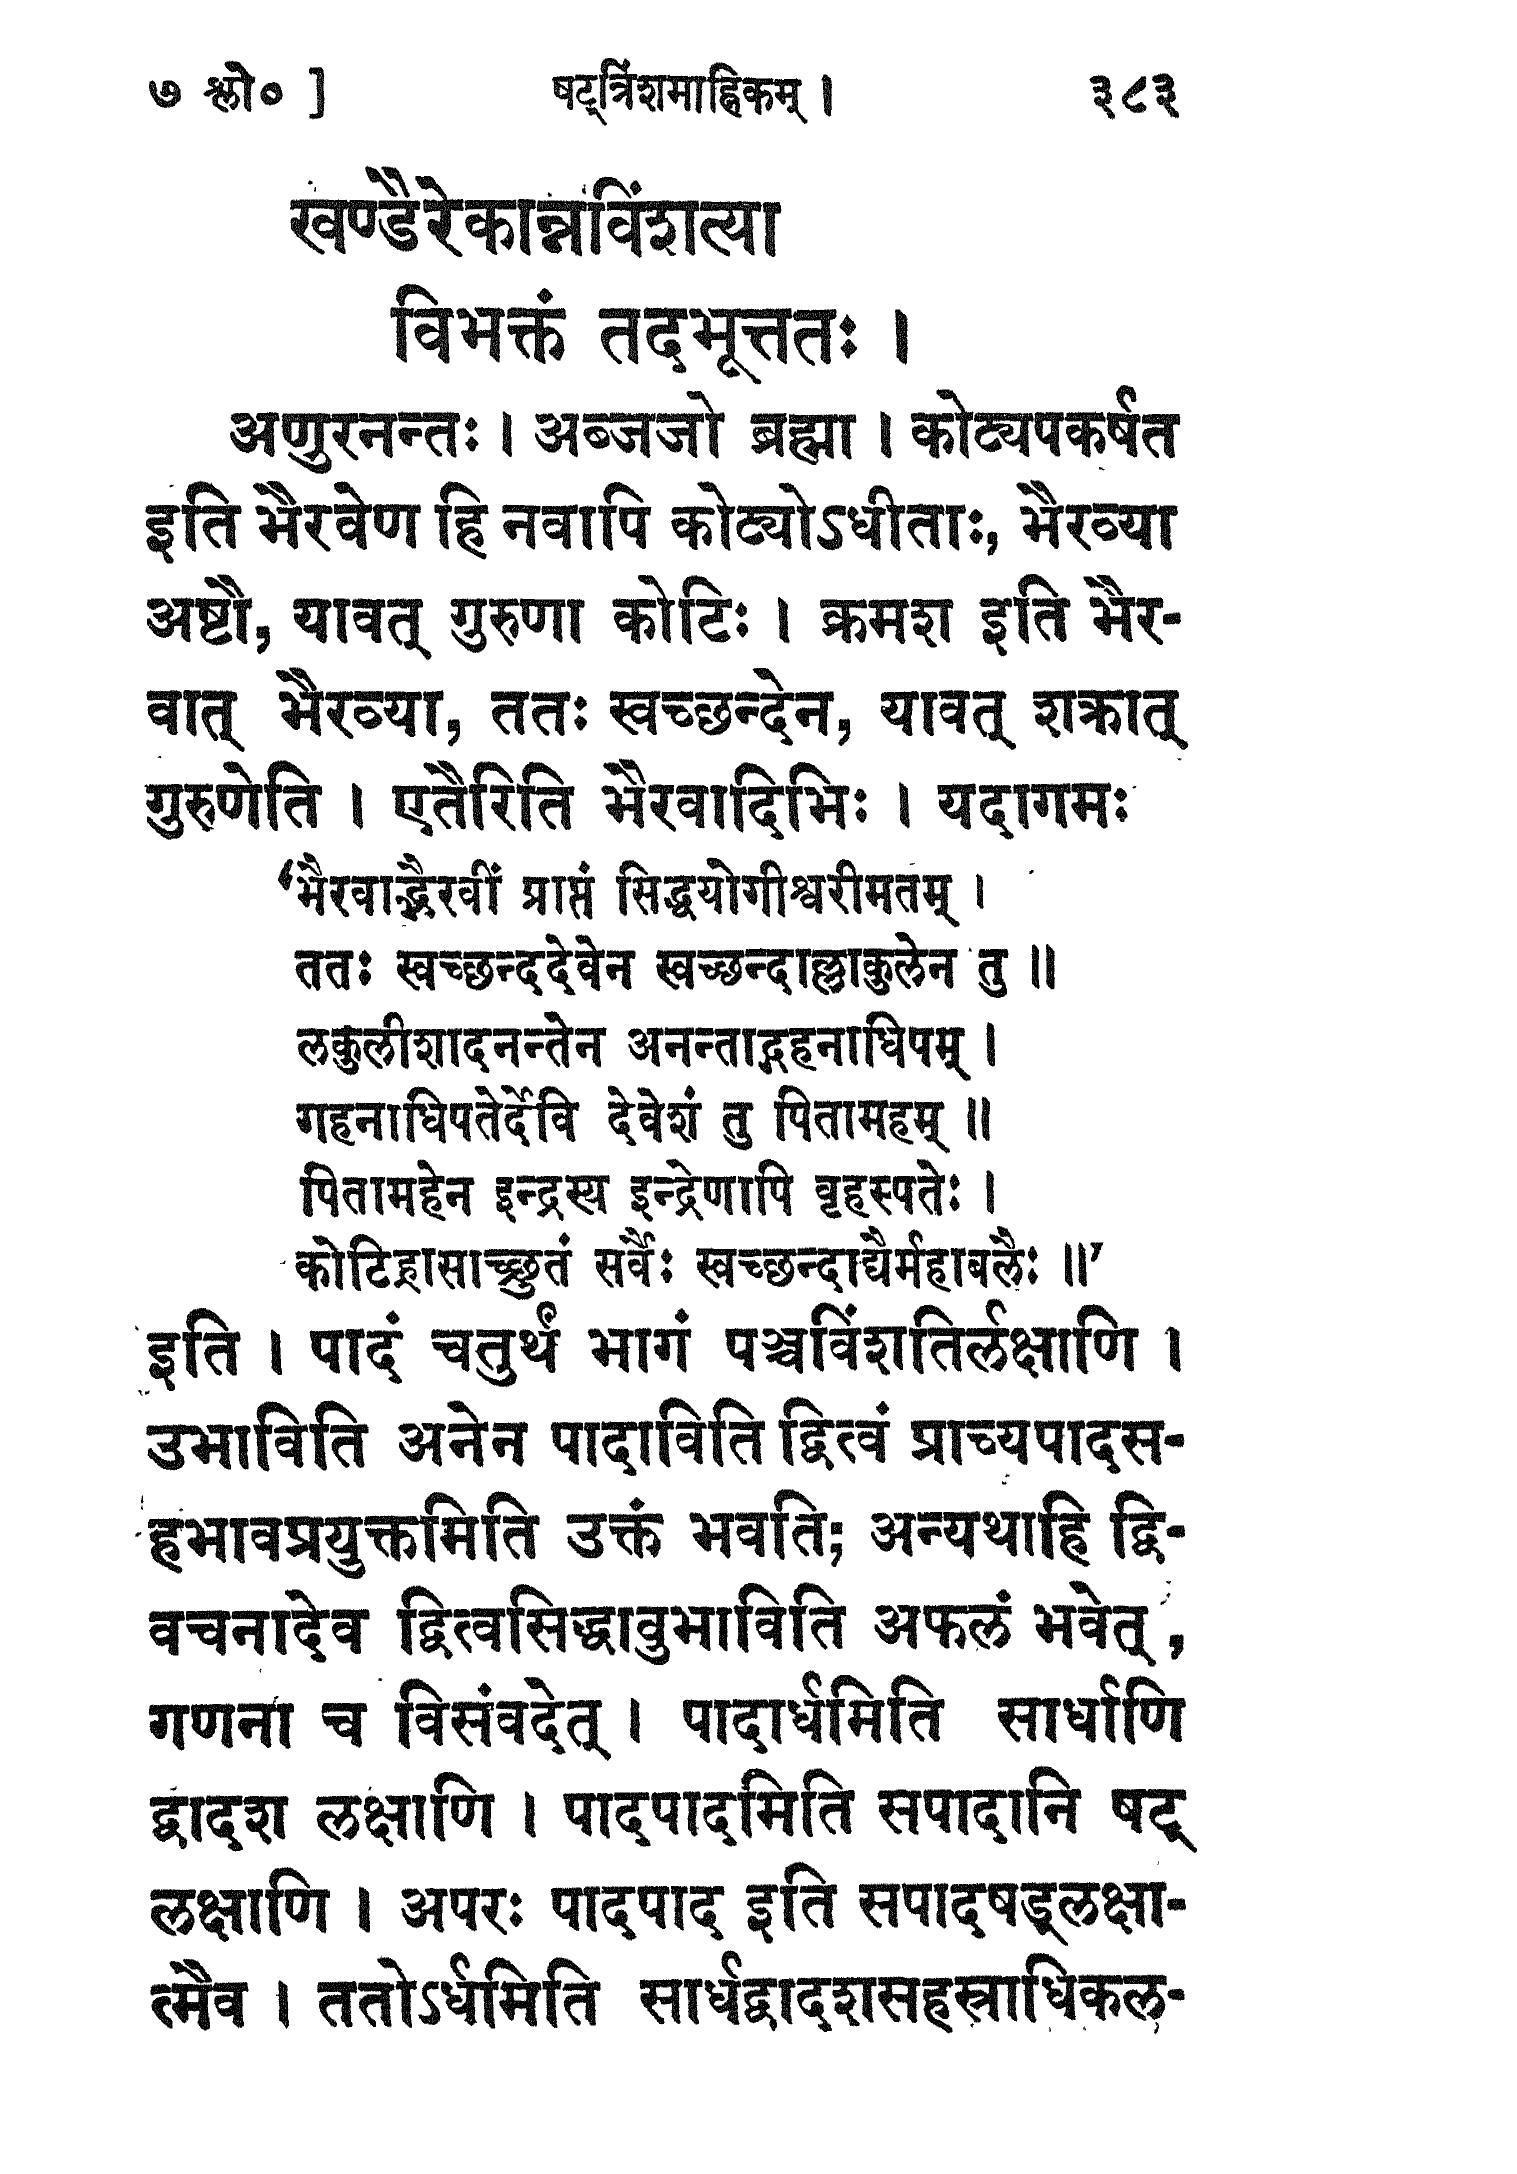 ७ श्लो० ] षट्त्रिंशमाह्निकम् । ३८३
खण्डैरेकान्नविंशत्या
विभक्तं तदभूत्ततः ।
अणुरनन्तः । अब्जजो ब्रह्मा । कोट्यपकर्षत
इति भैरवेण हि नवापि कोट्योऽधीताः, भैरव्या
अष्टौ, यावत् गुरुणा कोटिः । क्रमश इति भैर-
वात् भैरव्या, ततः स्वच्छन्देन, यावत् शक्रात्
गुरुणेति । एतैरिति भैरवादिभिः । यदागमः
‘भैरवाद्भैरवीं प्राप्तं सिद्धयोगीश्वरीमतम् ।
ततः स्वच्छन्ददेवेन स्वच्छन्दाल्लाकुलेन तु ॥
लकुलीशादनन्तेन अनन्ताद्गहनाधिपम् ।
गहनाधिपतेर्देवि देवेशं तु पितामहम् ॥
पितामहेन इन्द्रस्य इन्द्रेणापि वृहस्पतेः ।
कोटिह्रासाच्छ्रुतं सर्वैः स्वच्छन्दाद्यैर्महाबलैः ॥’
इति । पादं चतुर्थं भागं पञ्चविंशतिर्लक्षाणि ।
उभाविति अनेन पादाविति द्वित्वं प्राच्यपादस-
हभावप्रयुक्तमिति उक्तं भवति; अन्यथाहि द्वि-
वचनादेव द्वित्वसिद्धावुभाविति अफलं भवेत् ,
गणना च विसंवदेत् । पादार्धमिति सार्धाणि
द्वादश लक्षाणि । पादपादमिति सपादानि षट्
लक्षाणि । अपरः पादपाद इति सपादषड्लक्षा-
त्मैव । ततोऽर्धमिति सार्धद्वादशसहस्राधिकल-